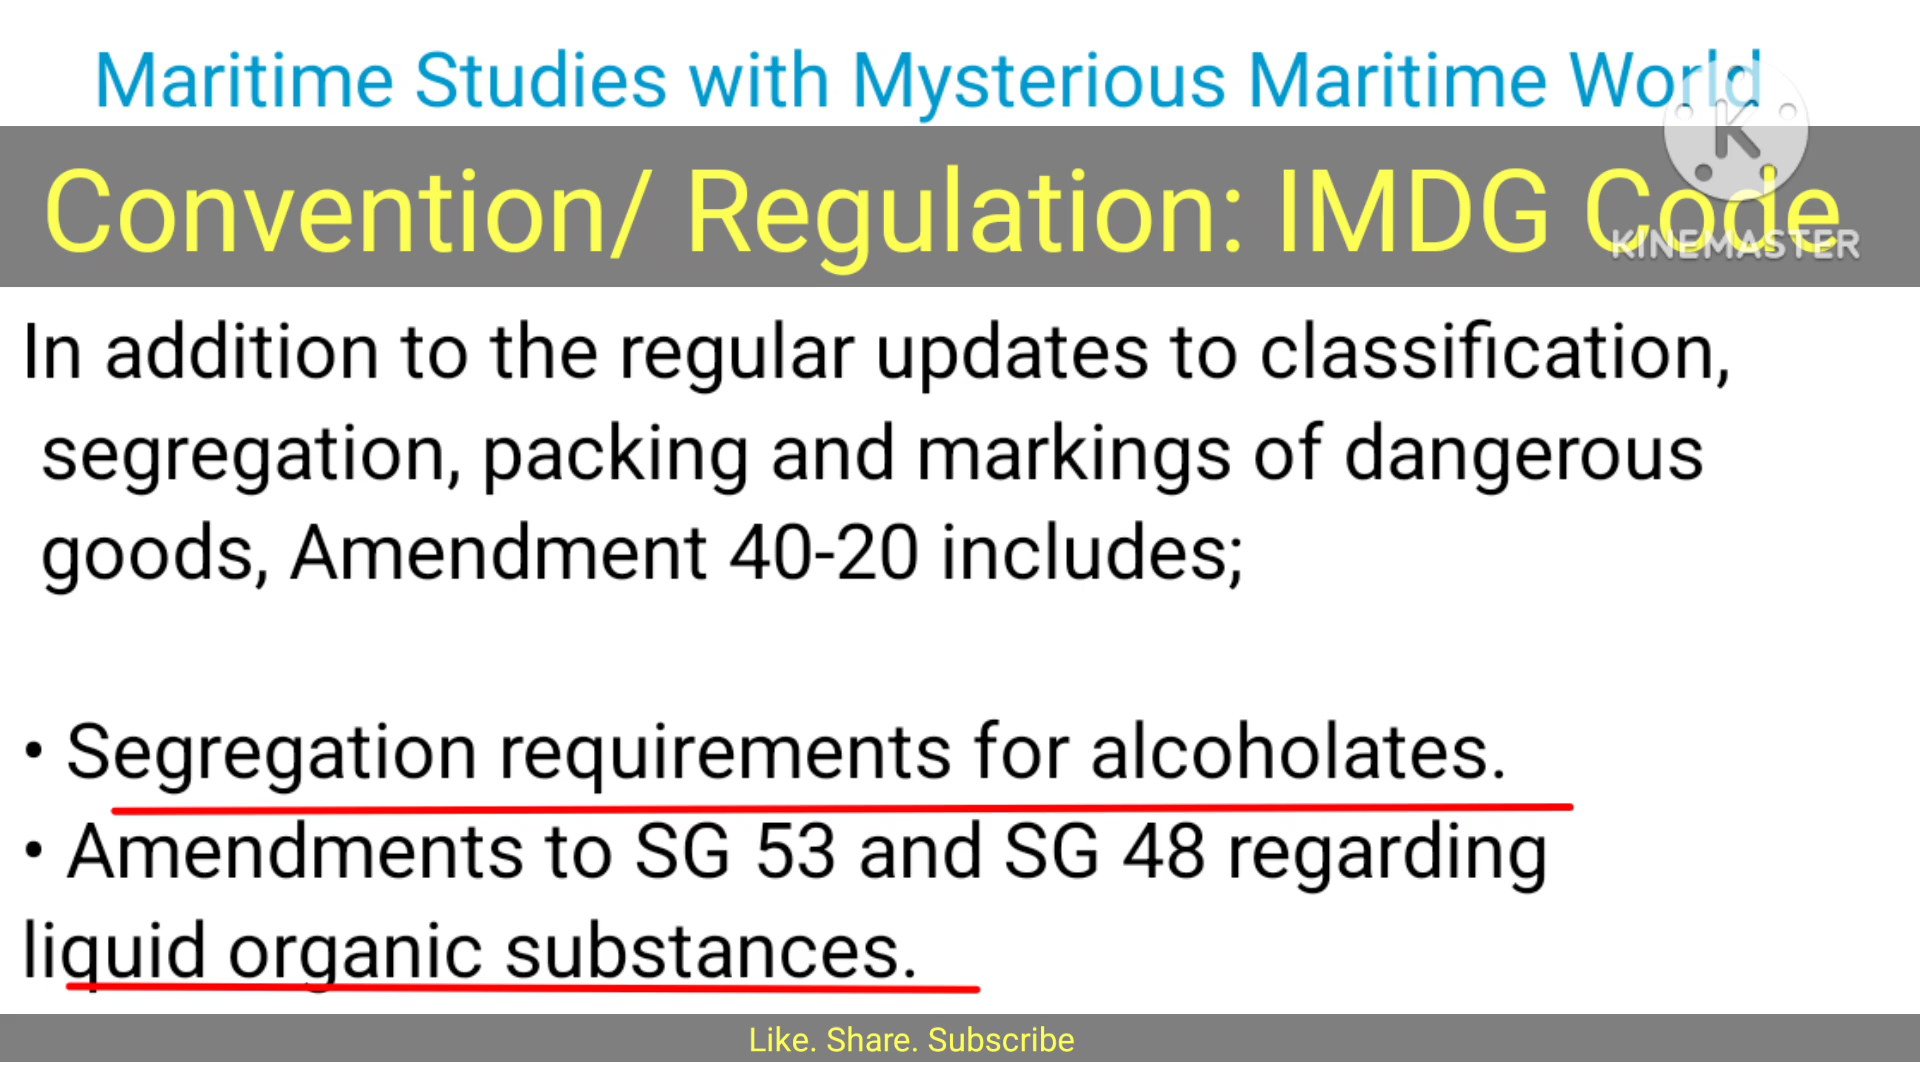 Maritime Studies with Mysterious Maritime World
K
Convention/ Regulation: IMDG Code
KINEMASTER
In addition to the regular updates to classification,
segregation, packing and markings of dangerous
goods, Amendment 40-20 includes;
• Segregation requirements for alcoholates.
• Amendments to SG 53 and SG 48 regarding
liquid organic substances.
Like. Share. Subscribe